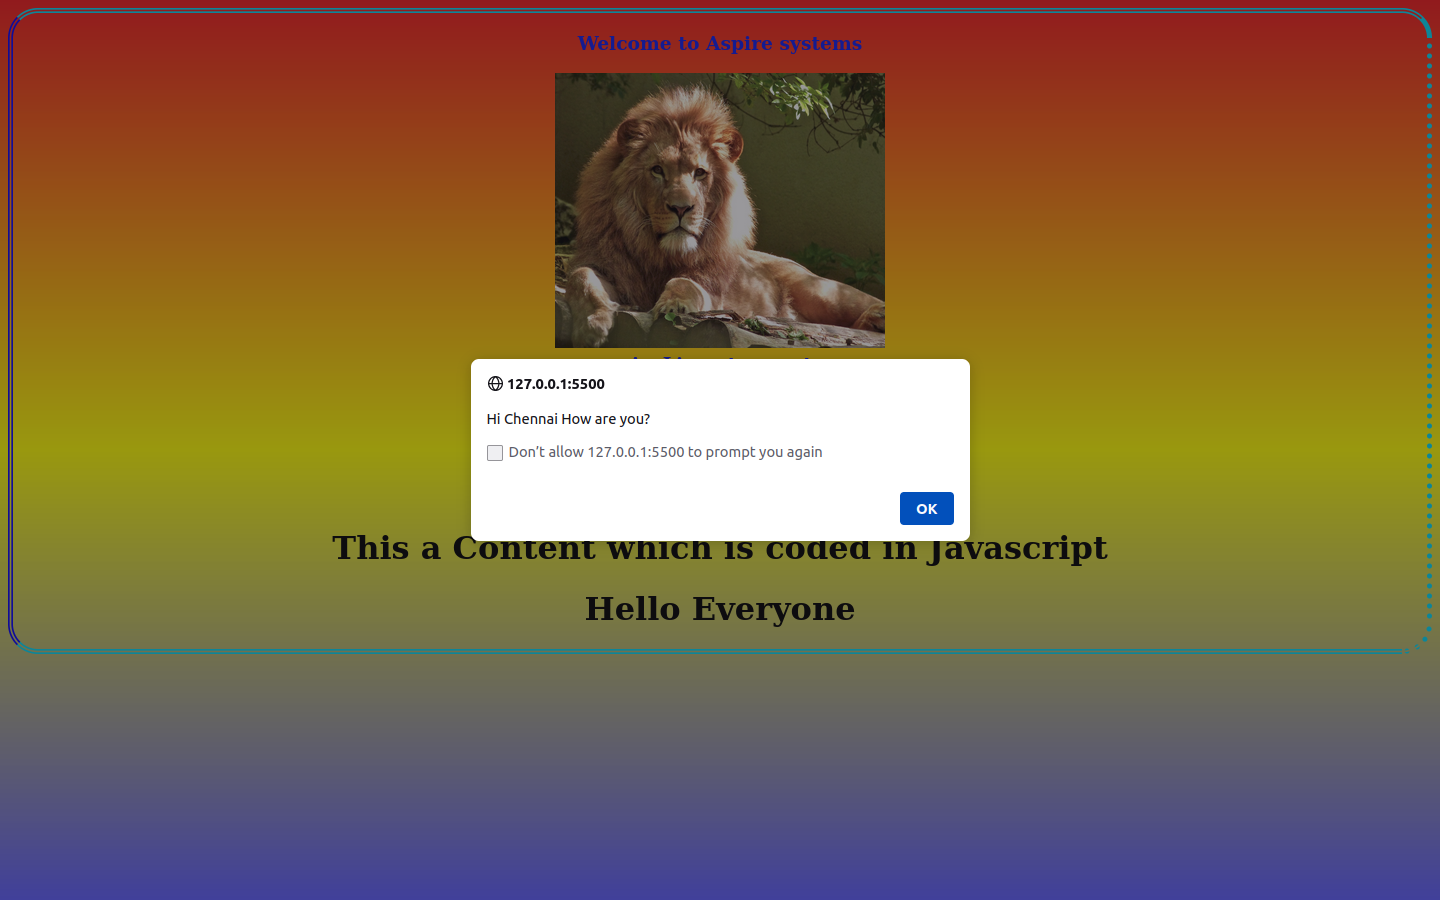 Welcome to Aspire systems
127.0.0.1:5500
Hi Chennai How are you?
Don't allow 127.0.0.1:5500 to prompt you again
OK
This a Content which is coded in Javascript
Hello Everyone